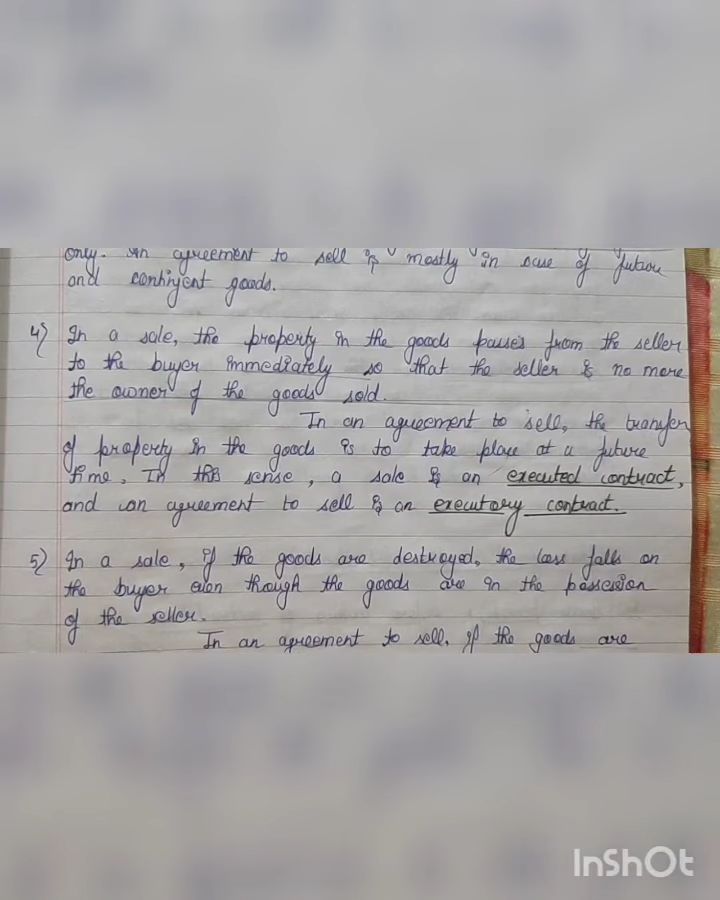 only. An agreement to sell is mostly in case of future
and contingent goods.
4) In a sale, the property in the goods passes from the seller
to the buyer immediately so that the seller is no more
the owner of the goods sold.
In an agreement to sell, the transfer
of property in the goods is to take place at a future
time. In this sense, a sale is an executed contract,
and an agreement to sell is an executory contract.
5) In a sale, if the goods are destroyed, the loss falls on
the buyer even though the goods are in the possession
of the seller.
In an agreement to sell, if the goods are
InShOt